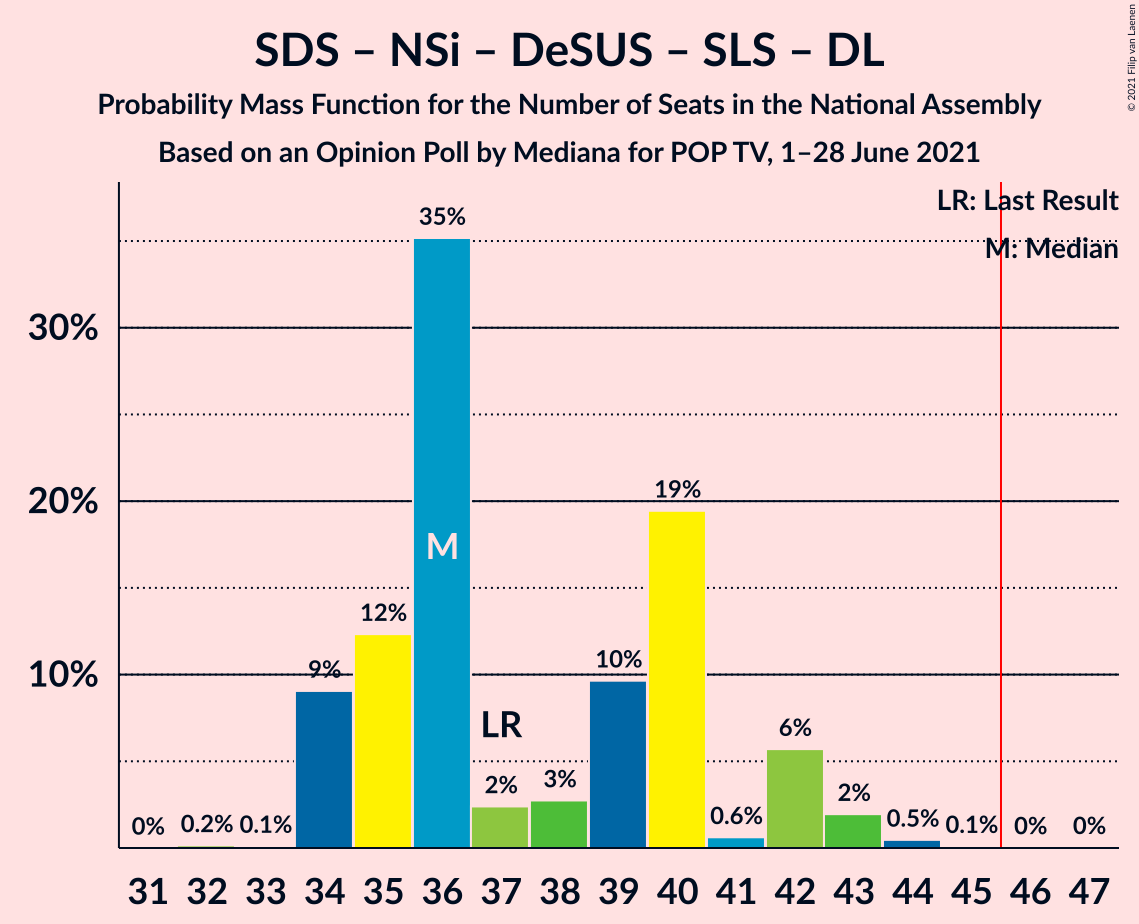 SDS – NSi – DeSUS – SLS – DL
Probability Mass Function for the Number of Seats in the National Assembly
Based on an Opinion Poll by Mediana for POP TV, 1–28 June 2021
© 2021 Filip van Laenen
LR: Last Result
M: Median
30%
20%
10%
0%
0.2%
0.1%
9%
12%
35%
M
LR
2%
3%
10%
19%
0.6%
6%
2%
0.5%
0.1%
0%
0%
31 32 33 34 35 36 37 38 39 40 41 42 43 44 45 46 47